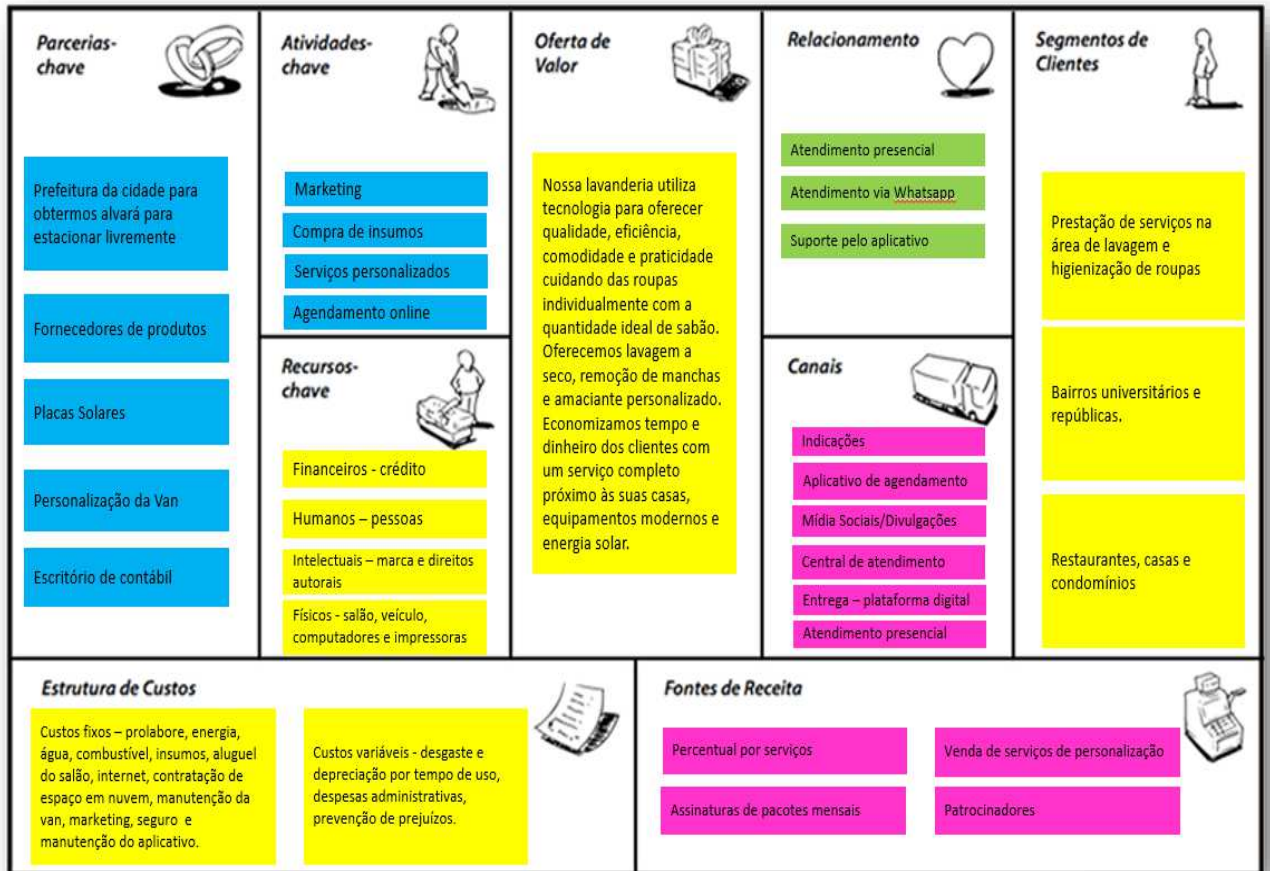 Parcerias-
chave
Prefeitura da cidade para
obtermos alvará para
estacionar livremente
Fornecedores de produtos
Placas Solares
Personalização da Van
Escritório de contábil
Atividades-
chave
Marketing
Compra de insumos
Serviços personalizados
Agendamento online
Recursos-
chave
Financeiros - crédito
Humanos – pessoas
Intelectuais – marca e direitos
autorais
Físicos - salão, veículo,
computadores e impressoras
Oferta de
Valor
Nossa lavanderia utiliza
tecnologia para oferecer
qualidade, eficiência,
comodidade e praticidade
cuidando das roupas
individualmente com a
quantidade ideal de sabão.
Oferecemos lavagem a
seco, remoção de manchas
e amaciante personalizado.
Economizamos tempo e
dinheiro dos clientes com
um serviço completo
próximo às suas casas,
equipamentos modernos e
energia solar.
Relacionamento
Atendimento presencial
Atendimento via Whatsapp
Suporte pelo aplicativo
Canais
Indicações
Aplicativo de agendamento
Mídia Sociais/Divulgações
Central de atendimento
Entrega – plataforma digital
Atendimento presencial
Segmentos de
Clientes
Prestação de serviços na
área de lavagem e
higienização de roupas
Bairros universitários e
repúblicas.
Restaurantes, casas e
condomínios
Estrutura de Custos
Custos fixos – prolabore, energia,
água, combustível, insumos, aluguel
do salão, internet, contratação de
espaço em nuvem, manutenção da
van, marketing, seguro e
manutenção do aplicativo.
Custos variáveis - desgaste e
depreciação por tempo de uso,
despesas administrativas,
prevenção de prejuízos.
Fontes de Receita
Percentual por serviços
Venda de serviços de personalização
Assinaturas de pacotes mensais
Patrocinadores